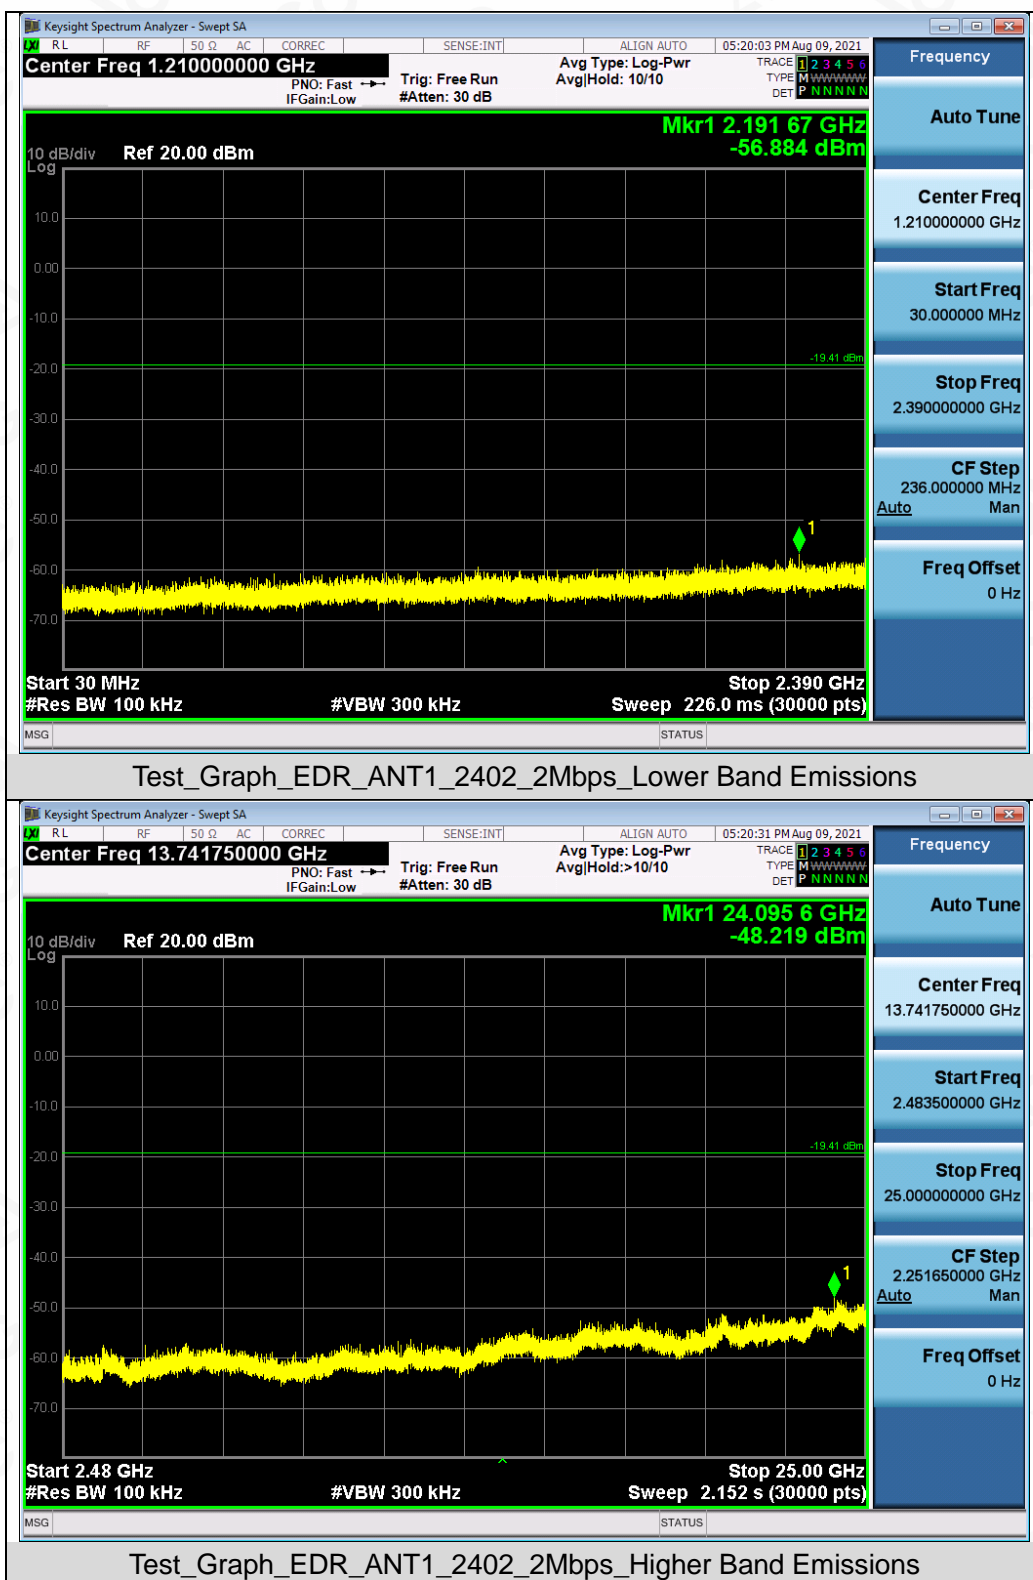 Keysight Spectrum Analyzer - Swept SA
LXI RL RF 50 Ω AC CORREC SENSE:INT ALIGN AUTO 05:20:03 PM Aug 09, 2021
Center Freq 1.210000000 GHz
PNO: Fast
IFGain:Low
Trig: Free Run
#Atten: 30 dB
Avg Type: Log-Pwr
Avg|Hold: 10/10
TRACE 1 2 3 4 5 6
TYPE M WWWWW
DET P N N N N N
Frequency
Mkr1 2.191 67 GHz
-56.884 dBm
10 dB/div Ref 20.00 dBm
Log
10.0
0.00
-10.0
-20.0
-30.0
-40.0
-50.0
-60.0
-70.0
-19.41 dBm
1
Start 30 MHz Stop 2.390 GHz
#Res BW 100 kHz #VBW 300 kHz Sweep 226.0 ms (30000 pts)
MSG STATUS
Auto Tune
Center Freq
1.210000000 GHz
Start Freq
30.000000 MHz
Stop Freq
2.390000000 GHz
CF Step
236.000000 MHz
Auto Man
Freq Offset
0 Hz
Test_Graph_EDR_ANT1_2402_2Mbps_Lower Band Emissions
Keysight Spectrum Analyzer - Swept SA
LXI RL RF 50 Ω AC CORREC SENSE:INT ALIGN AUTO 05:20:31 PM Aug 09, 2021
Center Freq 13.741750000 GHz
PNO: Fast
IFGain:Low
Trig: Free Run
#Atten: 30 dB
Avg Type: Log-Pwr
Avg|Hold:>10/10
TRACE 1 2 3 4 5 6
TYPE M WWWWW
DET P N N N N N
Frequency
Mkr1 24.095 6 GHz
-48.219 dBm
10 dB/div Ref 20.00 dBm
Log
10.0
0.00
-10.0
-20.0
-30.0
-40.0
-50.0
-60.0
-70.0
-19.41 dBm
1
Start 2.48 GHz Stop 25.00 GHz
#Res BW 100 kHz #VBW 300 kHz Sweep 2.152 s (30000 pts)
MSG STATUS
Auto Tune
Center Freq
13.741750000 GHz
Start Freq
2.483500000 GHz
Stop Freq
25.000000000 GHz
CF Step
2.251650000 GHz
Auto Man
Freq Offset
0 Hz
Test_Graph_EDR_ANT1_2402_2Mbps_Higher Band Emissions